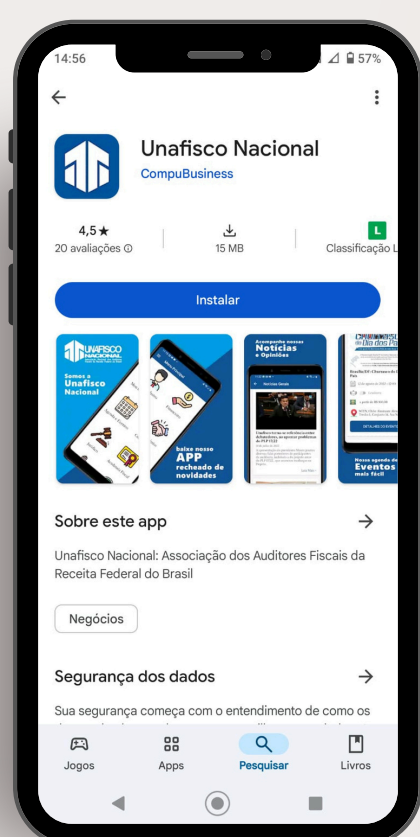 14:56
57%
Unafisco Nacional
CompuBusiness
4,5★
20 avaliações
15 MB
L
Classificação L
Instalar
UNAFISCO
NACIONAL
Somos a
Unafisco
Nacional
baixe nosso
APP
recheado de
novidades
Acompanhe nossas
Notícias
e Opiniões
Notícias Gerais
Nossa agenda de
Eventos
mais fácil
Sobre este app
Unafisco Nacional: Associação dos Auditores Fiscais da
Receita Federal do Brasil
Negócios
Segurança dos dados
Sua segurança começa com o entendimento de como os
Jogos
Apps
Pesquisar
Livros